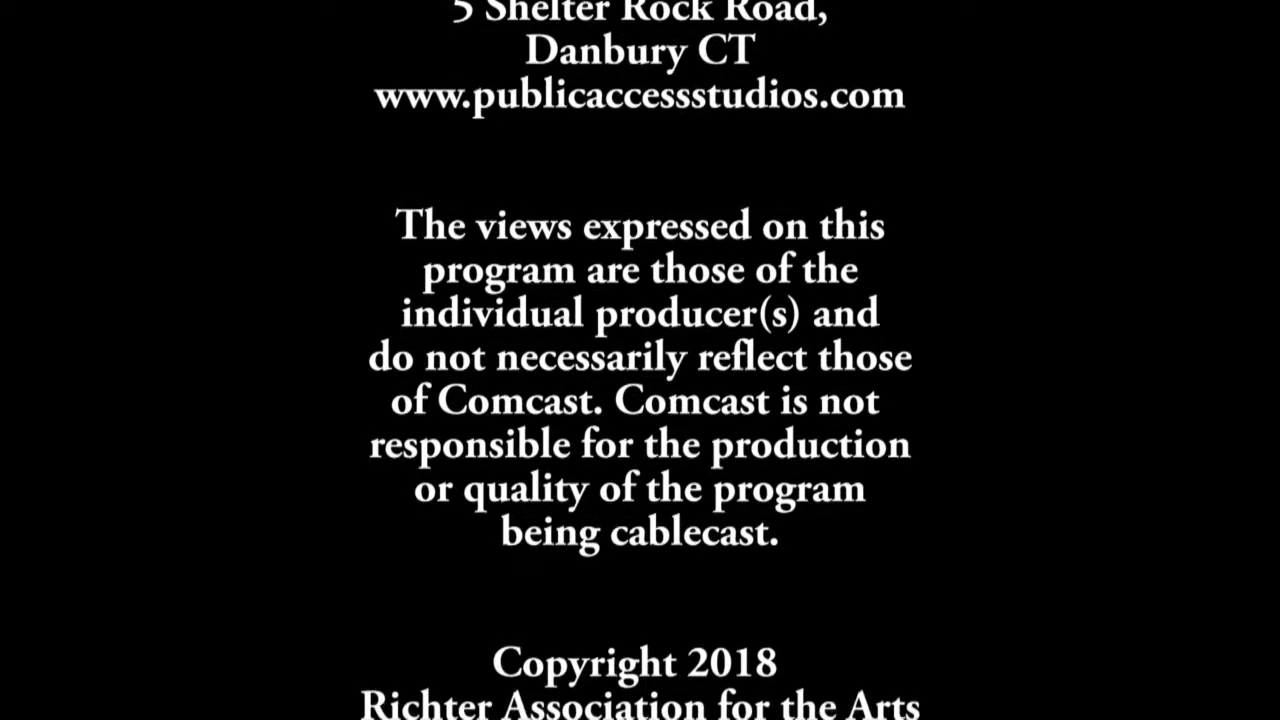 5 Shelter Rock Road,
Danbury CT
www.publicaccessstudios.com
The views expressed on this
program are those of the
individual producer(s) and
do not necessarily reflect those
of Comcast. Comcast is not
responsible for the production
or quality of the program
being cablecast.
Copyright 2018
Richter Association for the Arts